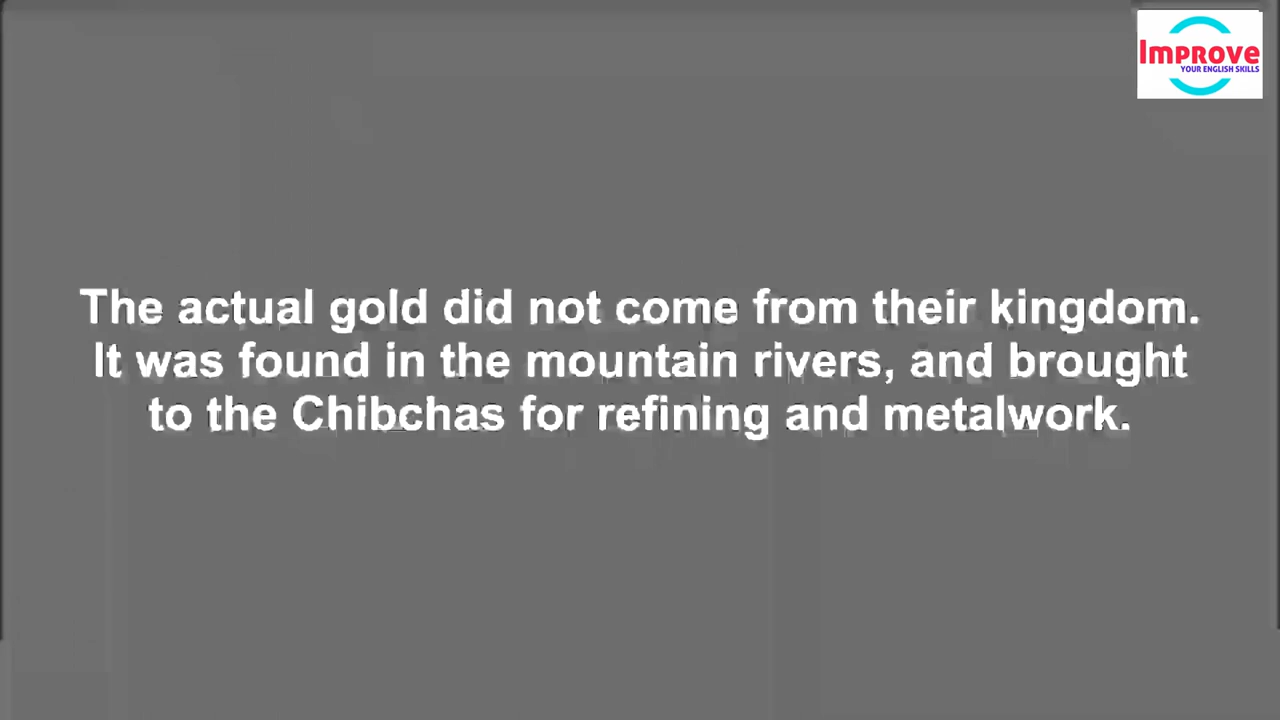 Improve
YOUR ENGLISH SKILLS
The actual gold did not come from their kingdom.
It was found in the mountain rivers, and brought
to the Chibchas for refining and metalwork.